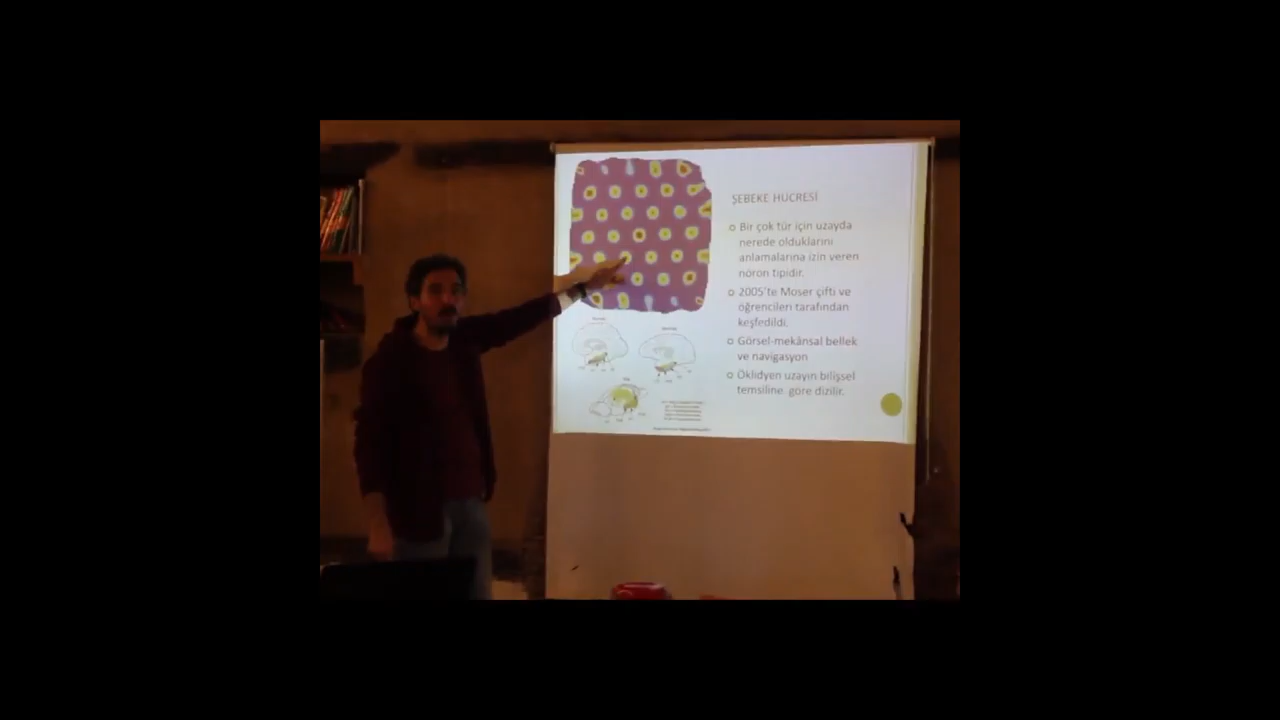 ŞEBEKE HÜCRESİ
Bir çok tür için uzayda
nerede olduklarını
anlamalarına izin veren
nöron tipidir.
2005'te Moser çifti ve
öğrencileri tarafından
keşfedildi.
Görsel-mekânsal bellek
ve navigasyon
Öklidyen uzayın bilişsel
temsiline göre dizilir.